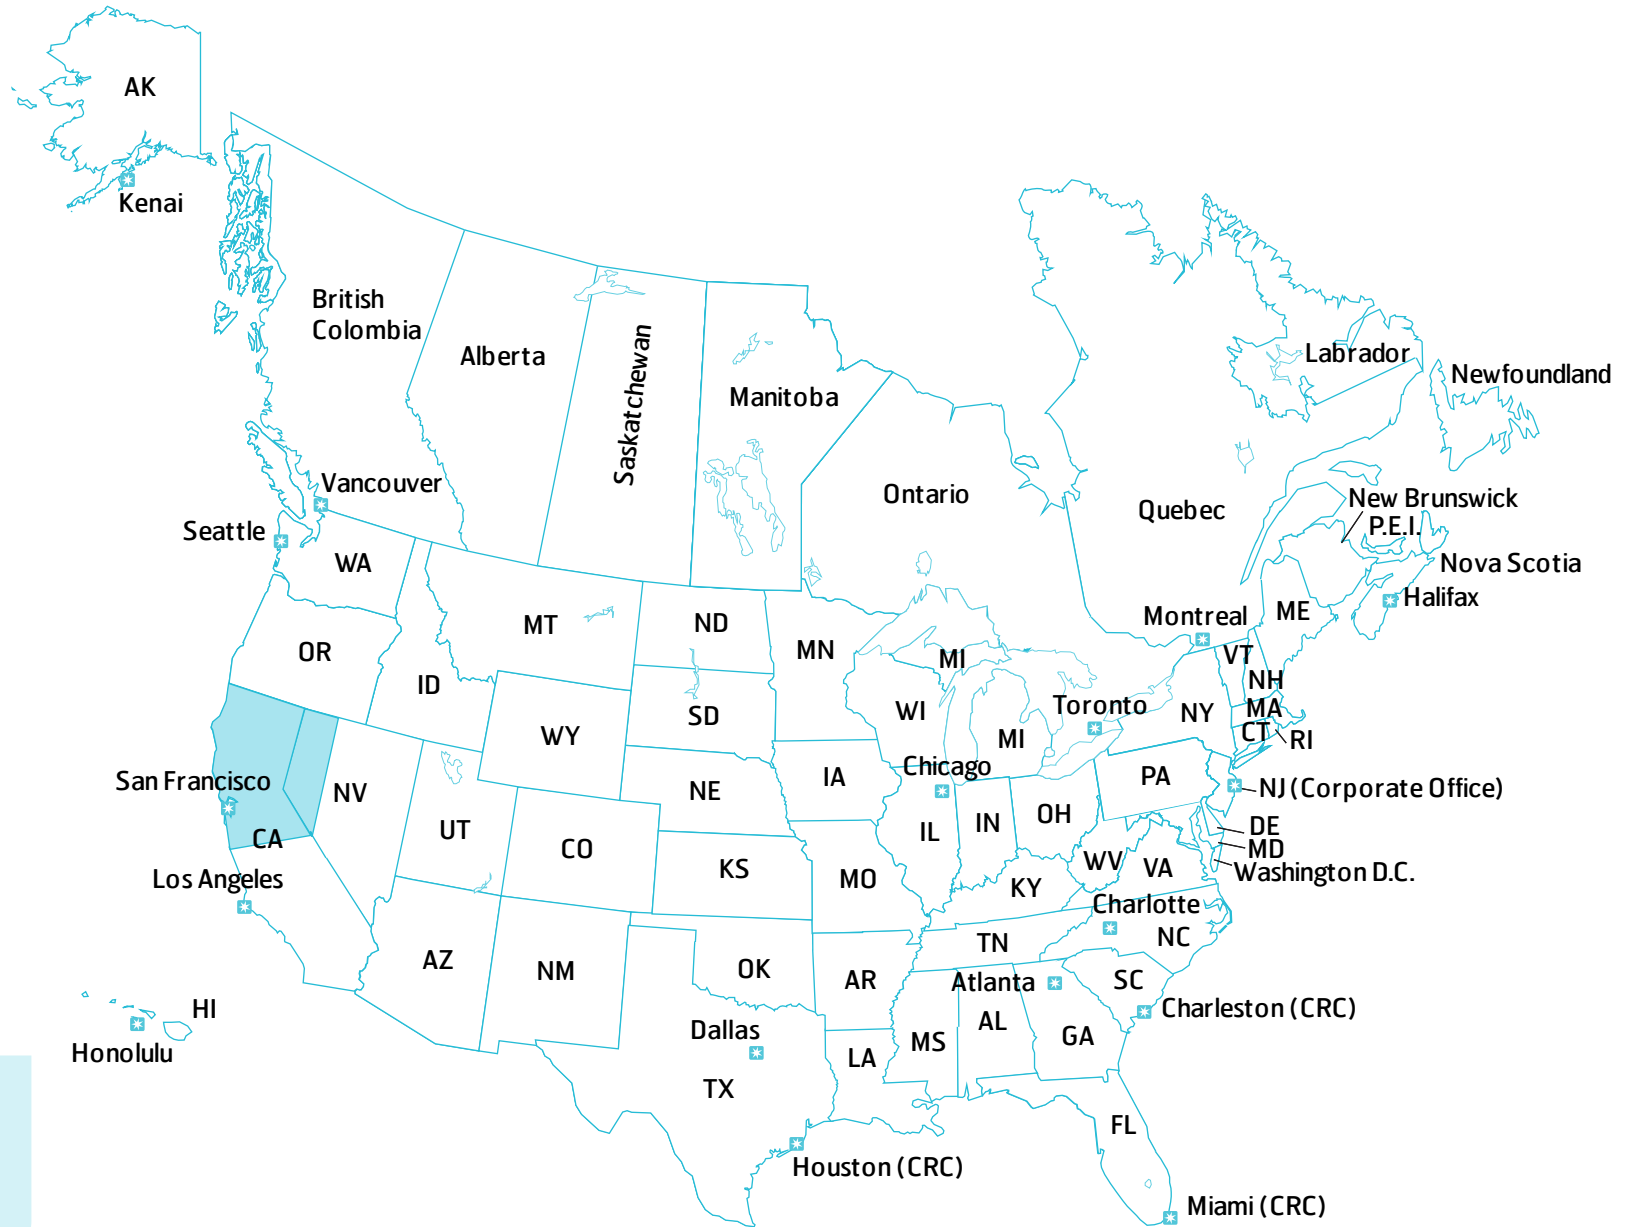 AK
Kenai
British
Colombia
Alberta
Saskatchewan
Manitoba
Ontario
Quebec
Labrador
Newfoundland
New Brunswick
P.E.I.
Nova Scotia
Halifax
Montreal
Toronto
Vancouver
Seattle
WA
OR
ID
MT
ND
MN
SD
WY
WI
MI
MI
NY
VT
NH
ME
MA
CT
RI
San Francisco
CA
NV
UT
CO
NE
KS
IA
Chicago
IL
IN
OH
PA
NJ (Corporate Office)
DE
MD
Washington D.C.
WV
VA
KY
MO
Los Angeles
AZ
NM
OK
AR
TN
Charlotte
NC
SC
Atlanta
Charleston (CRC)
HI
Honolulu
Dallas
TX
LA
MS
AL
GA
FL
Houston (CRC)
Miami (CRC)